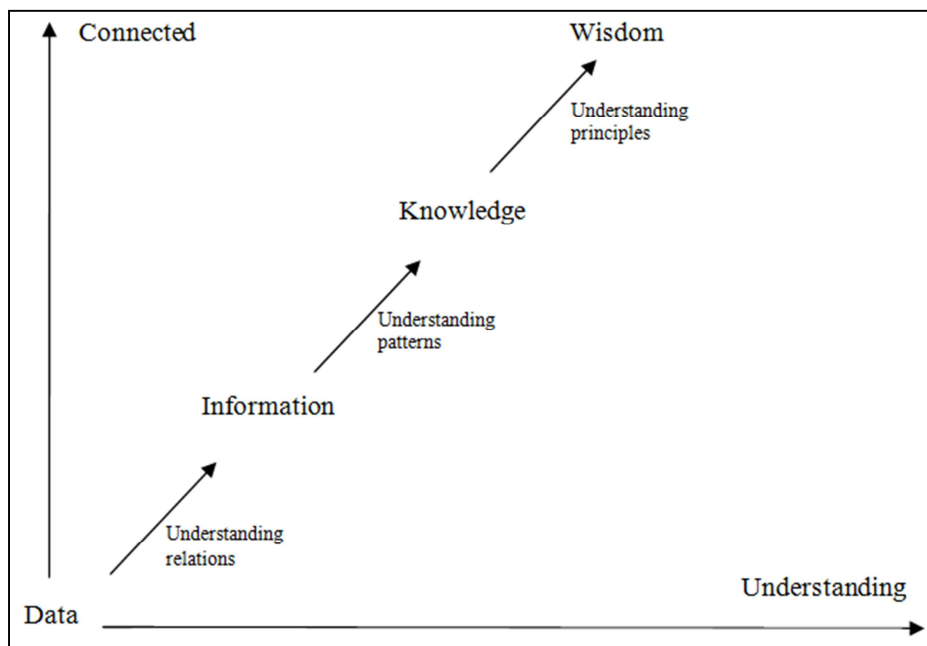 Connected
Wisdom
Understanding
principles
Knowledge
Understanding
patterns
Information
Understanding
relations
Understanding
Data